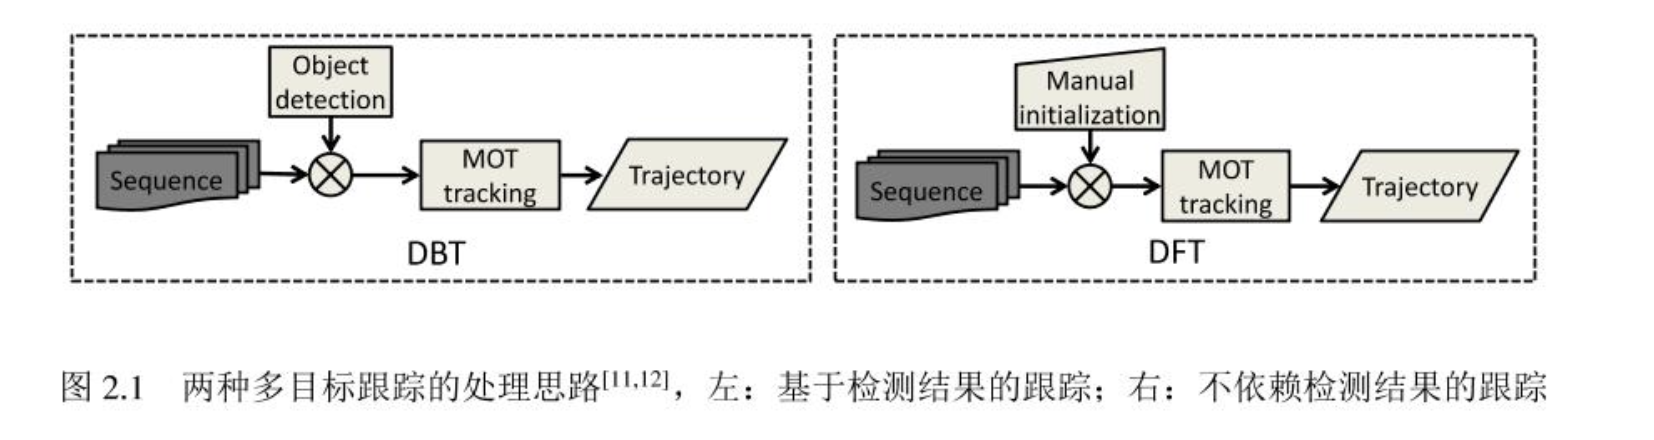 Object
detection
Sequence
MOT
tracking
Trajectory
DBT
Manual
initialization
Sequence
MOT
tracking
Trajectory
DFT
图 2.1 两种多目标跟踪的处理思路[11,12]，左：基于检测结果的跟踪；右：不依赖检测结果的跟踪